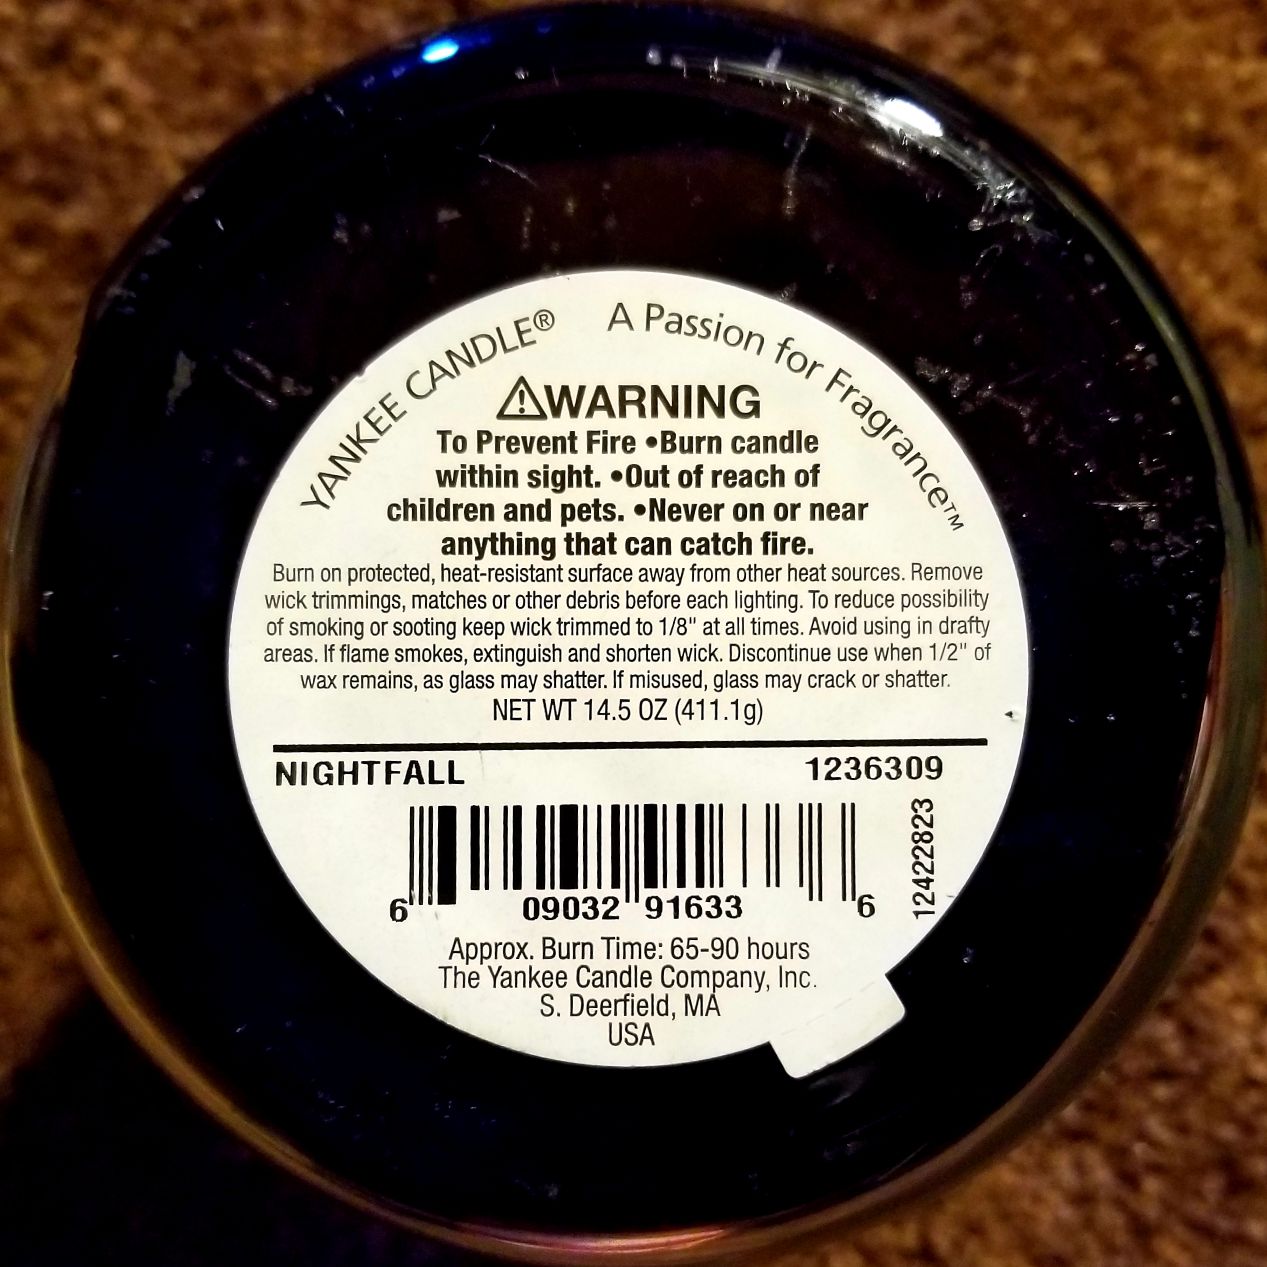 YANKEE CANDLE® A Passion for Fragrance™
⚠WARNING
To Prevent Fire •Burn candle
within sight. •Out of reach of
children and pets. •Never on or near
anything that can catch fire.
Burn on protected, heat-resistant surface away from other heat sources. Remove
wick trimmings, matches or other debris before each lighting. To reduce possibility
of smoking or sooting keep wick trimmed to 1/8" at all times. Avoid using in drafty
areas. If flame smokes, extinguish and shorten wick. Discontinue use when 1/2" of
wax remains, as glass may shatter. If misused, glass may crack or shatter.
NET WT 14.5 OZ (411.1g)
NIGHTFALL 1236309
12422823
6 09032 91633 6
Approx. Burn Time: 65-90 hours
The Yankee Candle Company, Inc.
S. Deerfield, MA
USA